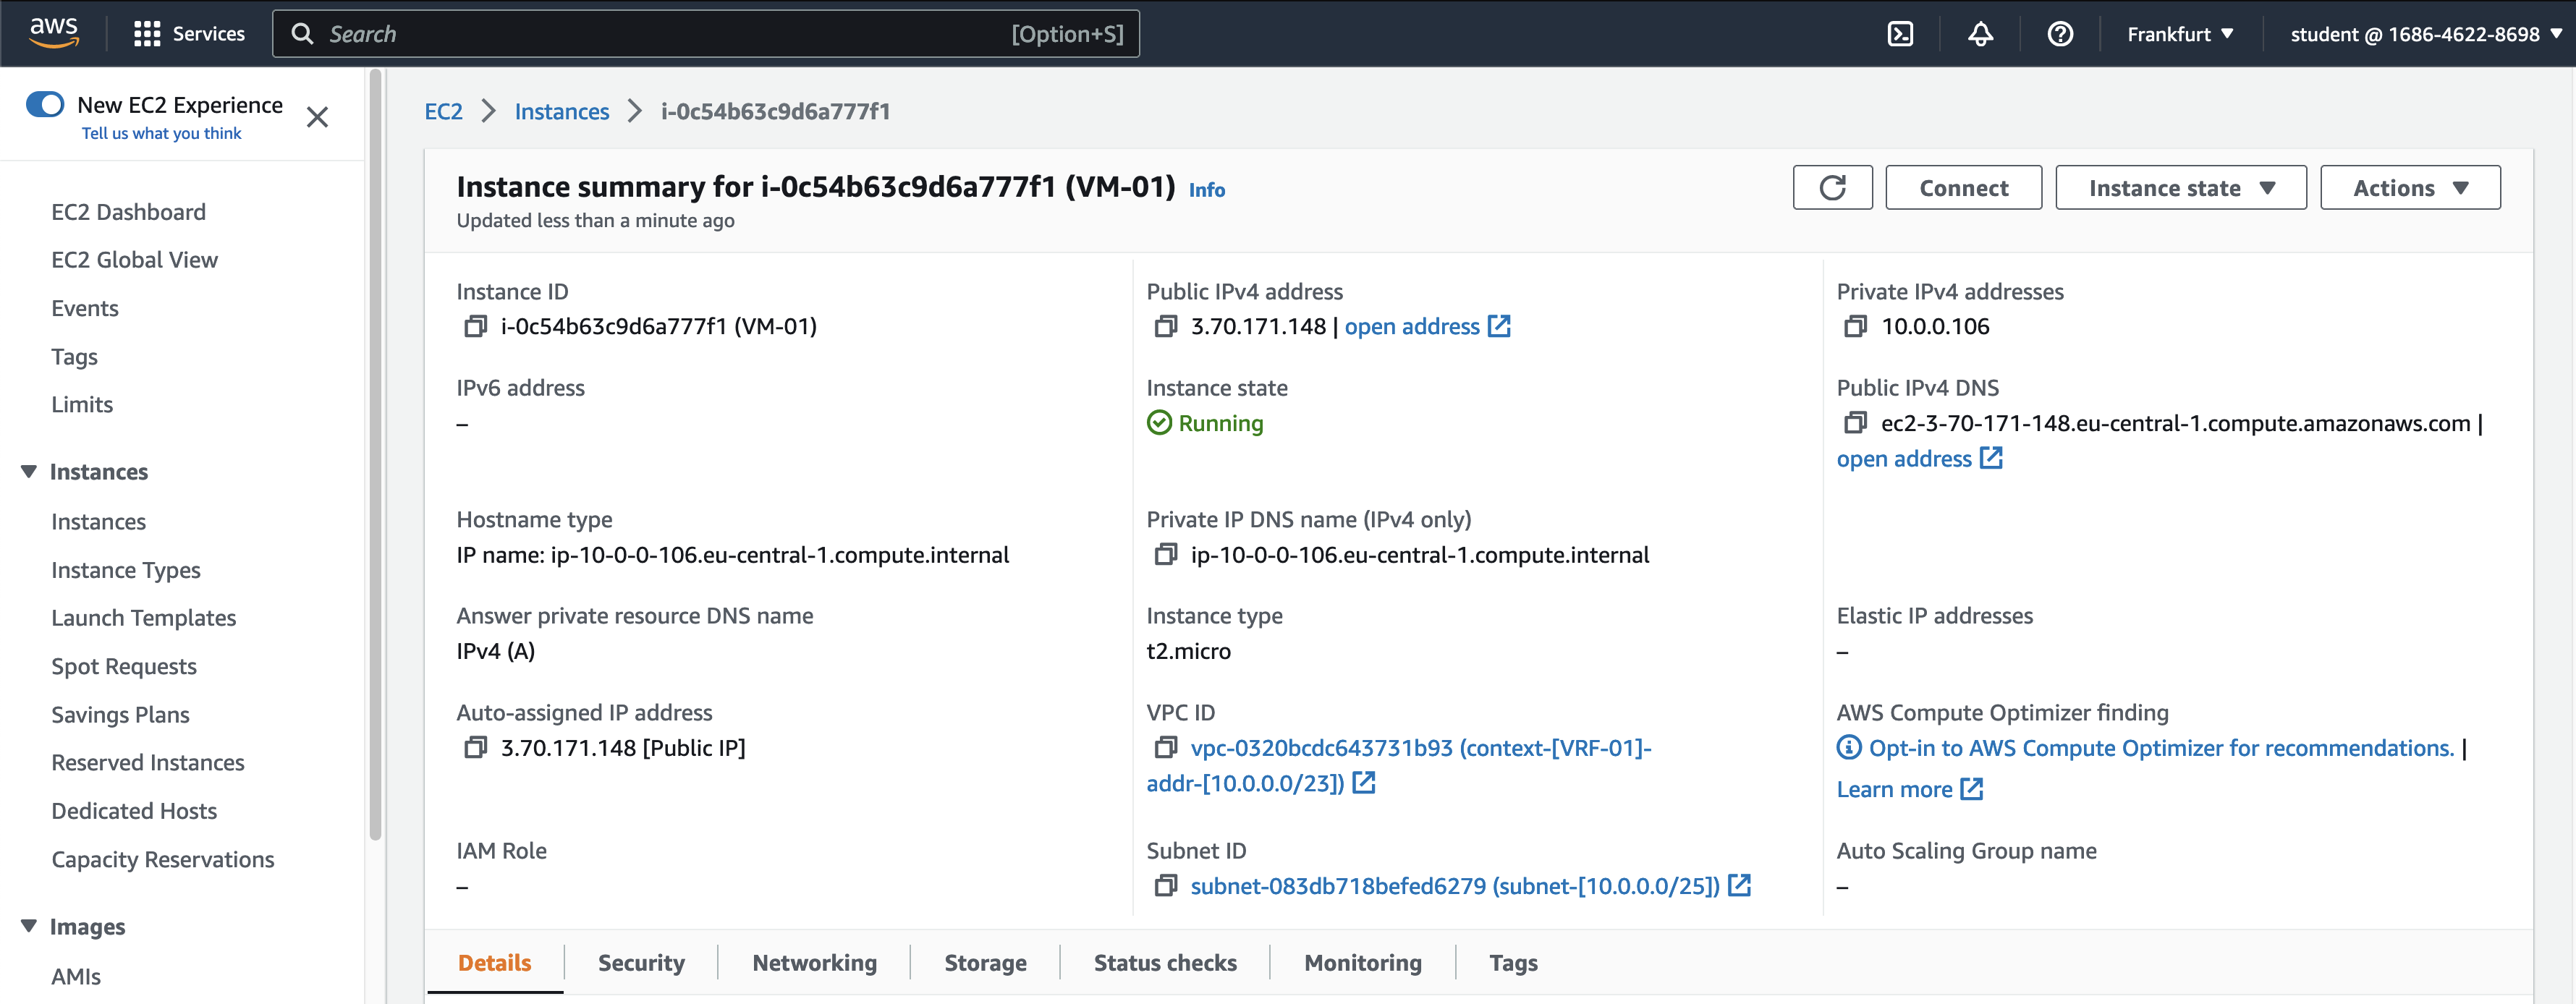 aws
Services
Search [Option+S]
Frankfurt ▼
student @ 1686-4622-8698 ▼
New EC2 Experience
Tell us what you think
EC2 Dashboard
EC2 Global View
Events
Tags
Limits
Instances
Instances
Instance Types
Launch Templates
Spot Requests
Savings Plans
Reserved Instances
Dedicated Hosts
Capacity Reservations
Images
AMIs
EC2 > Instances > i-0c54b63c9d6a777f1
Instance summary for i-0c54b63c9d6a777f1 (VM-01) Info
Updated less than a minute ago
Connect
Instance state ▼
Actions ▼
Instance ID
i-0c54b63c9d6a777f1 (VM-01)
Public IPv4 address
3.70.171.148 | open address
Private IPv4 addresses
10.0.0.106
IPv6 address
–
Instance state
Running
Public IPv4 DNS
ec2-3-70-171-148.eu-central-1.compute.amazonaws.com |
open address
Hostname type
IP name: ip-10-0-0-106.eu-central-1.compute.internal
Private IP DNS name (IPv4 only)
ip-10-0-0-106.eu-central-1.compute.internal
Answer private resource DNS name
IPv4 (A)
Instance type
t2.micro
Elastic IP addresses
–
Auto-assigned IP address
3.70.171.148 [Public IP]
VPC ID
vpc-0320bcdc643731b93 (context-[VRF-01]-
addr-[10.0.0.0/23])
AWS Compute Optimizer finding
Opt-in to AWS Compute Optimizer for recommendations. |
Learn more
IAM Role
–
Subnet ID
subnet-083db718befed6279 (subnet-[10.0.0.0/25])
Auto Scaling Group name
–
Details
Security
Networking
Storage
Status checks
Monitoring
Tags